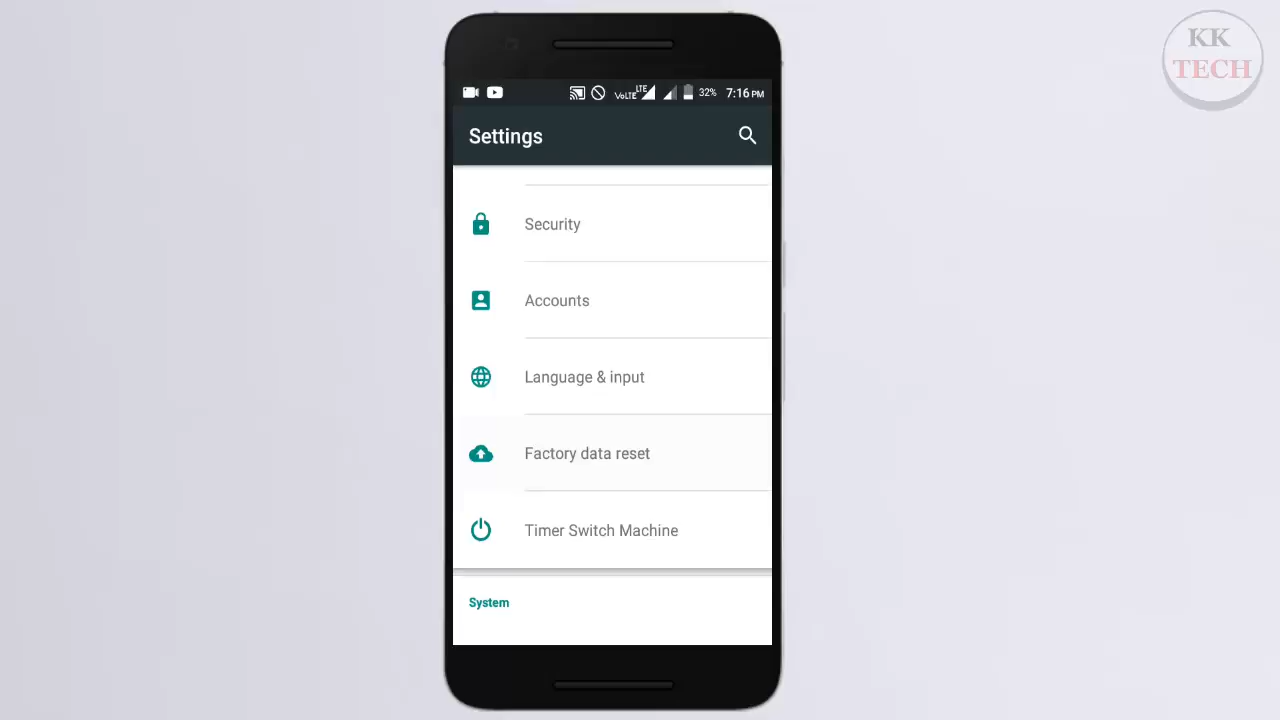 KK
TECH
VoLTE LTE 32% 7:16 PM
Settings
Security
Accounts
Language & input
Factory data reset
Timer Switch Machine
System